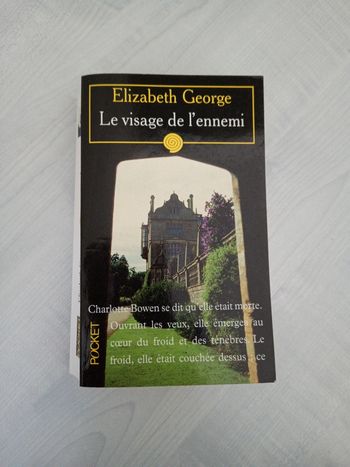 Elizabeth George
Le visage de l'ennemi
Charlotte Bowen se dit qu'elle était morte.
Ouvrant les yeux, elle émergea au
cœur du froid et des ténèbres. Le
froid, elle était couchée dessus : ce
POCKET